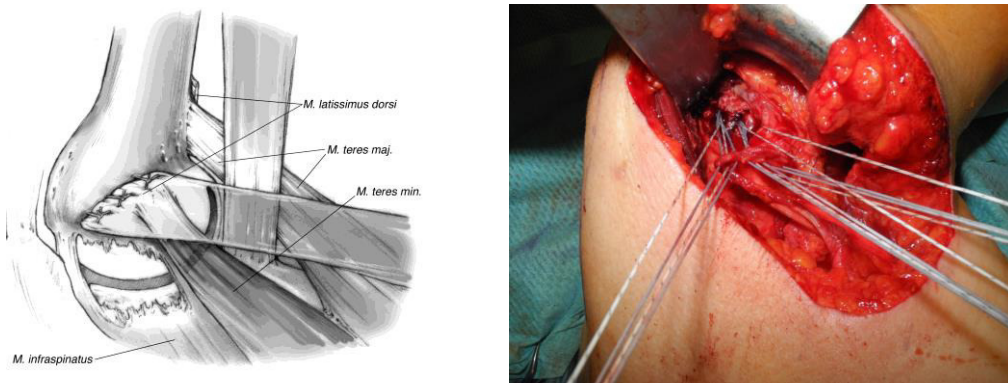 M. latissimus dorsi
M. teres maj.
M. teres min.
M. infraspinatus